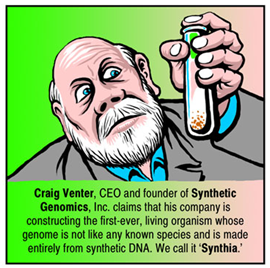 Craig Venter, CEO and founder of Synthetic
Genomics, Inc. claims that his company is
constructing the first-ever, living organism whose
genome is not like any known species and is made
entirely from synthetic DNA. We call it ‘Synthia.’